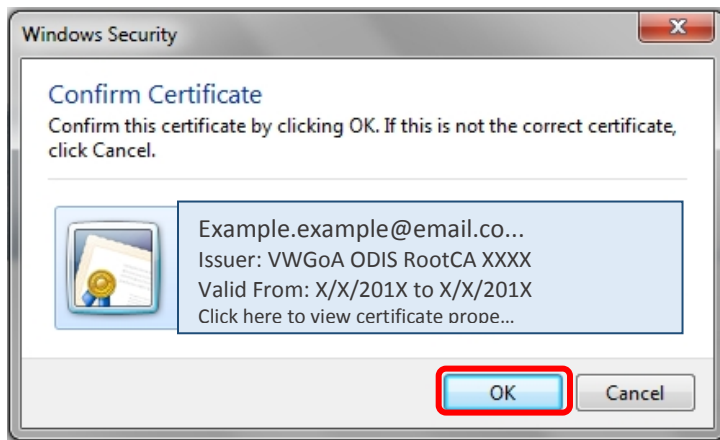 Windows Security
Confirm Certificate
Confirm this certificate by clicking OK. If this is not the correct certificate,
click Cancel.
Example.example@email.co...
Issuer: VWGoA ODIS RootCA XXXX
Valid From: X/X/201X to X/X/201X
Click here to view certificate prope...
OK Cancel